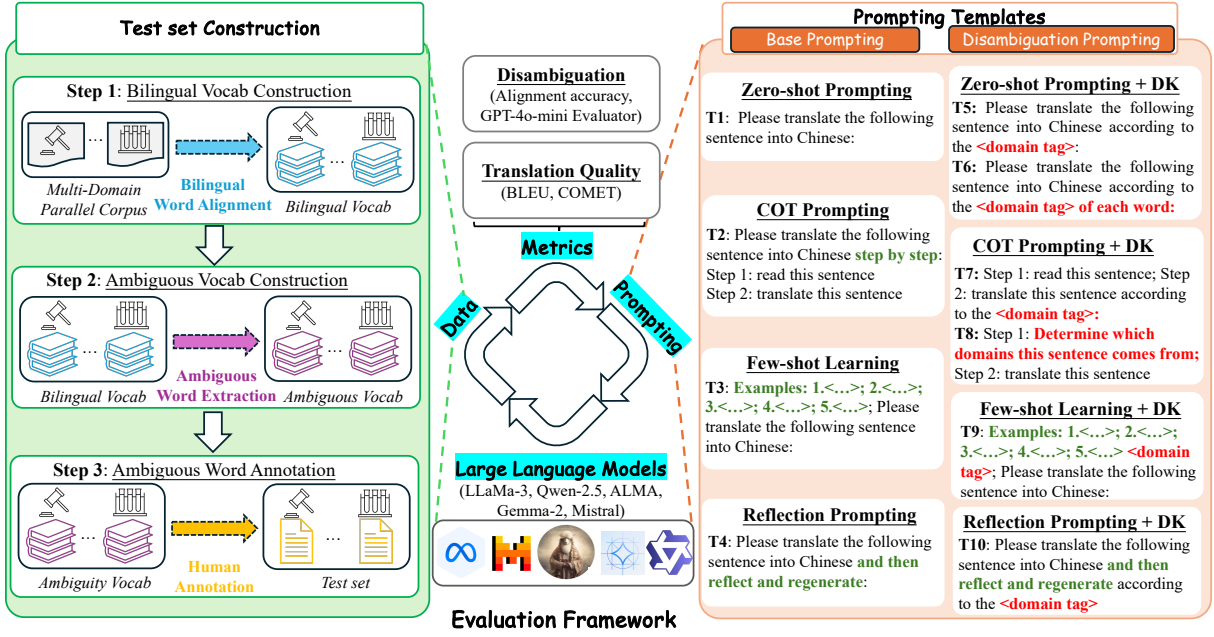 Test set Construction
Step 1: Bilingual Vocab Construction
...
...
Multi-Domain
Parallel Corpus
Bilingual
Word Alignment
Bilingual Vocab
Step 2: Ambiguous Vocab Construction
...
...
Bilingual Vocab
Ambiguous
Word Extraction
Ambiguous Vocab
Step 3: Ambiguous Word Annotation
...
...
Ambiguity Vocab
Human
Annotation
Test set
Disambiguation
(Alignment accuracy,
GPT-4o-mini Evaluator)
Translation Quality
(BLEU, COMET)
Metrics
Data
Prompting
Large Language Models
(LLaMa-3, Qwen-2.5, ALMA,
Gemma-2, Mistral)
Evaluation Framework
Prompting Templates
Base Prompting
Zero-shot Prompting
T1: Please translate the following
sentence into Chinese:
COT Prompting
T2: Please translate the following
sentence into Chinese step by step:
Step 1: read this sentence
Step 2: translate this sentence
Few-shot Learning
T3: Examples: 1.<...>; 2.<...>;
3.<...>; 4.<...>; 5.<...>; Please
translate the following sentence
into Chinese:
Reflection Prompting
T4: Please translate the following
sentence into Chinese and then
reflect and regenerate:
Disambiguation Prompting
Zero-shot Prompting + DK
T5: Please translate the following
sentence into Chinese according to
the <domain tag>:
T6: Please translate the following
sentence into Chinese according to
the <domain tag> of each word:
COT Prompting + DK
T7: Step 1: read this sentence; Step
2: translate this sentence according
to the <domain tag>:
T8: Step 1: Determine which
domains this sentence comes from;
Step 2: translate this sentence
Few-shot Learning + DK
T9: Examples: 1.<...>; 2.<...>;
3.<...>; 4.<...>; 5.<...> <domain
tag>; Please translate the following
sentence into Chinese:
Reflection Prompting + DK
T10: Please translate the following
sentence into Chinese and then
reflect and regenerate according
to the <domain tag>